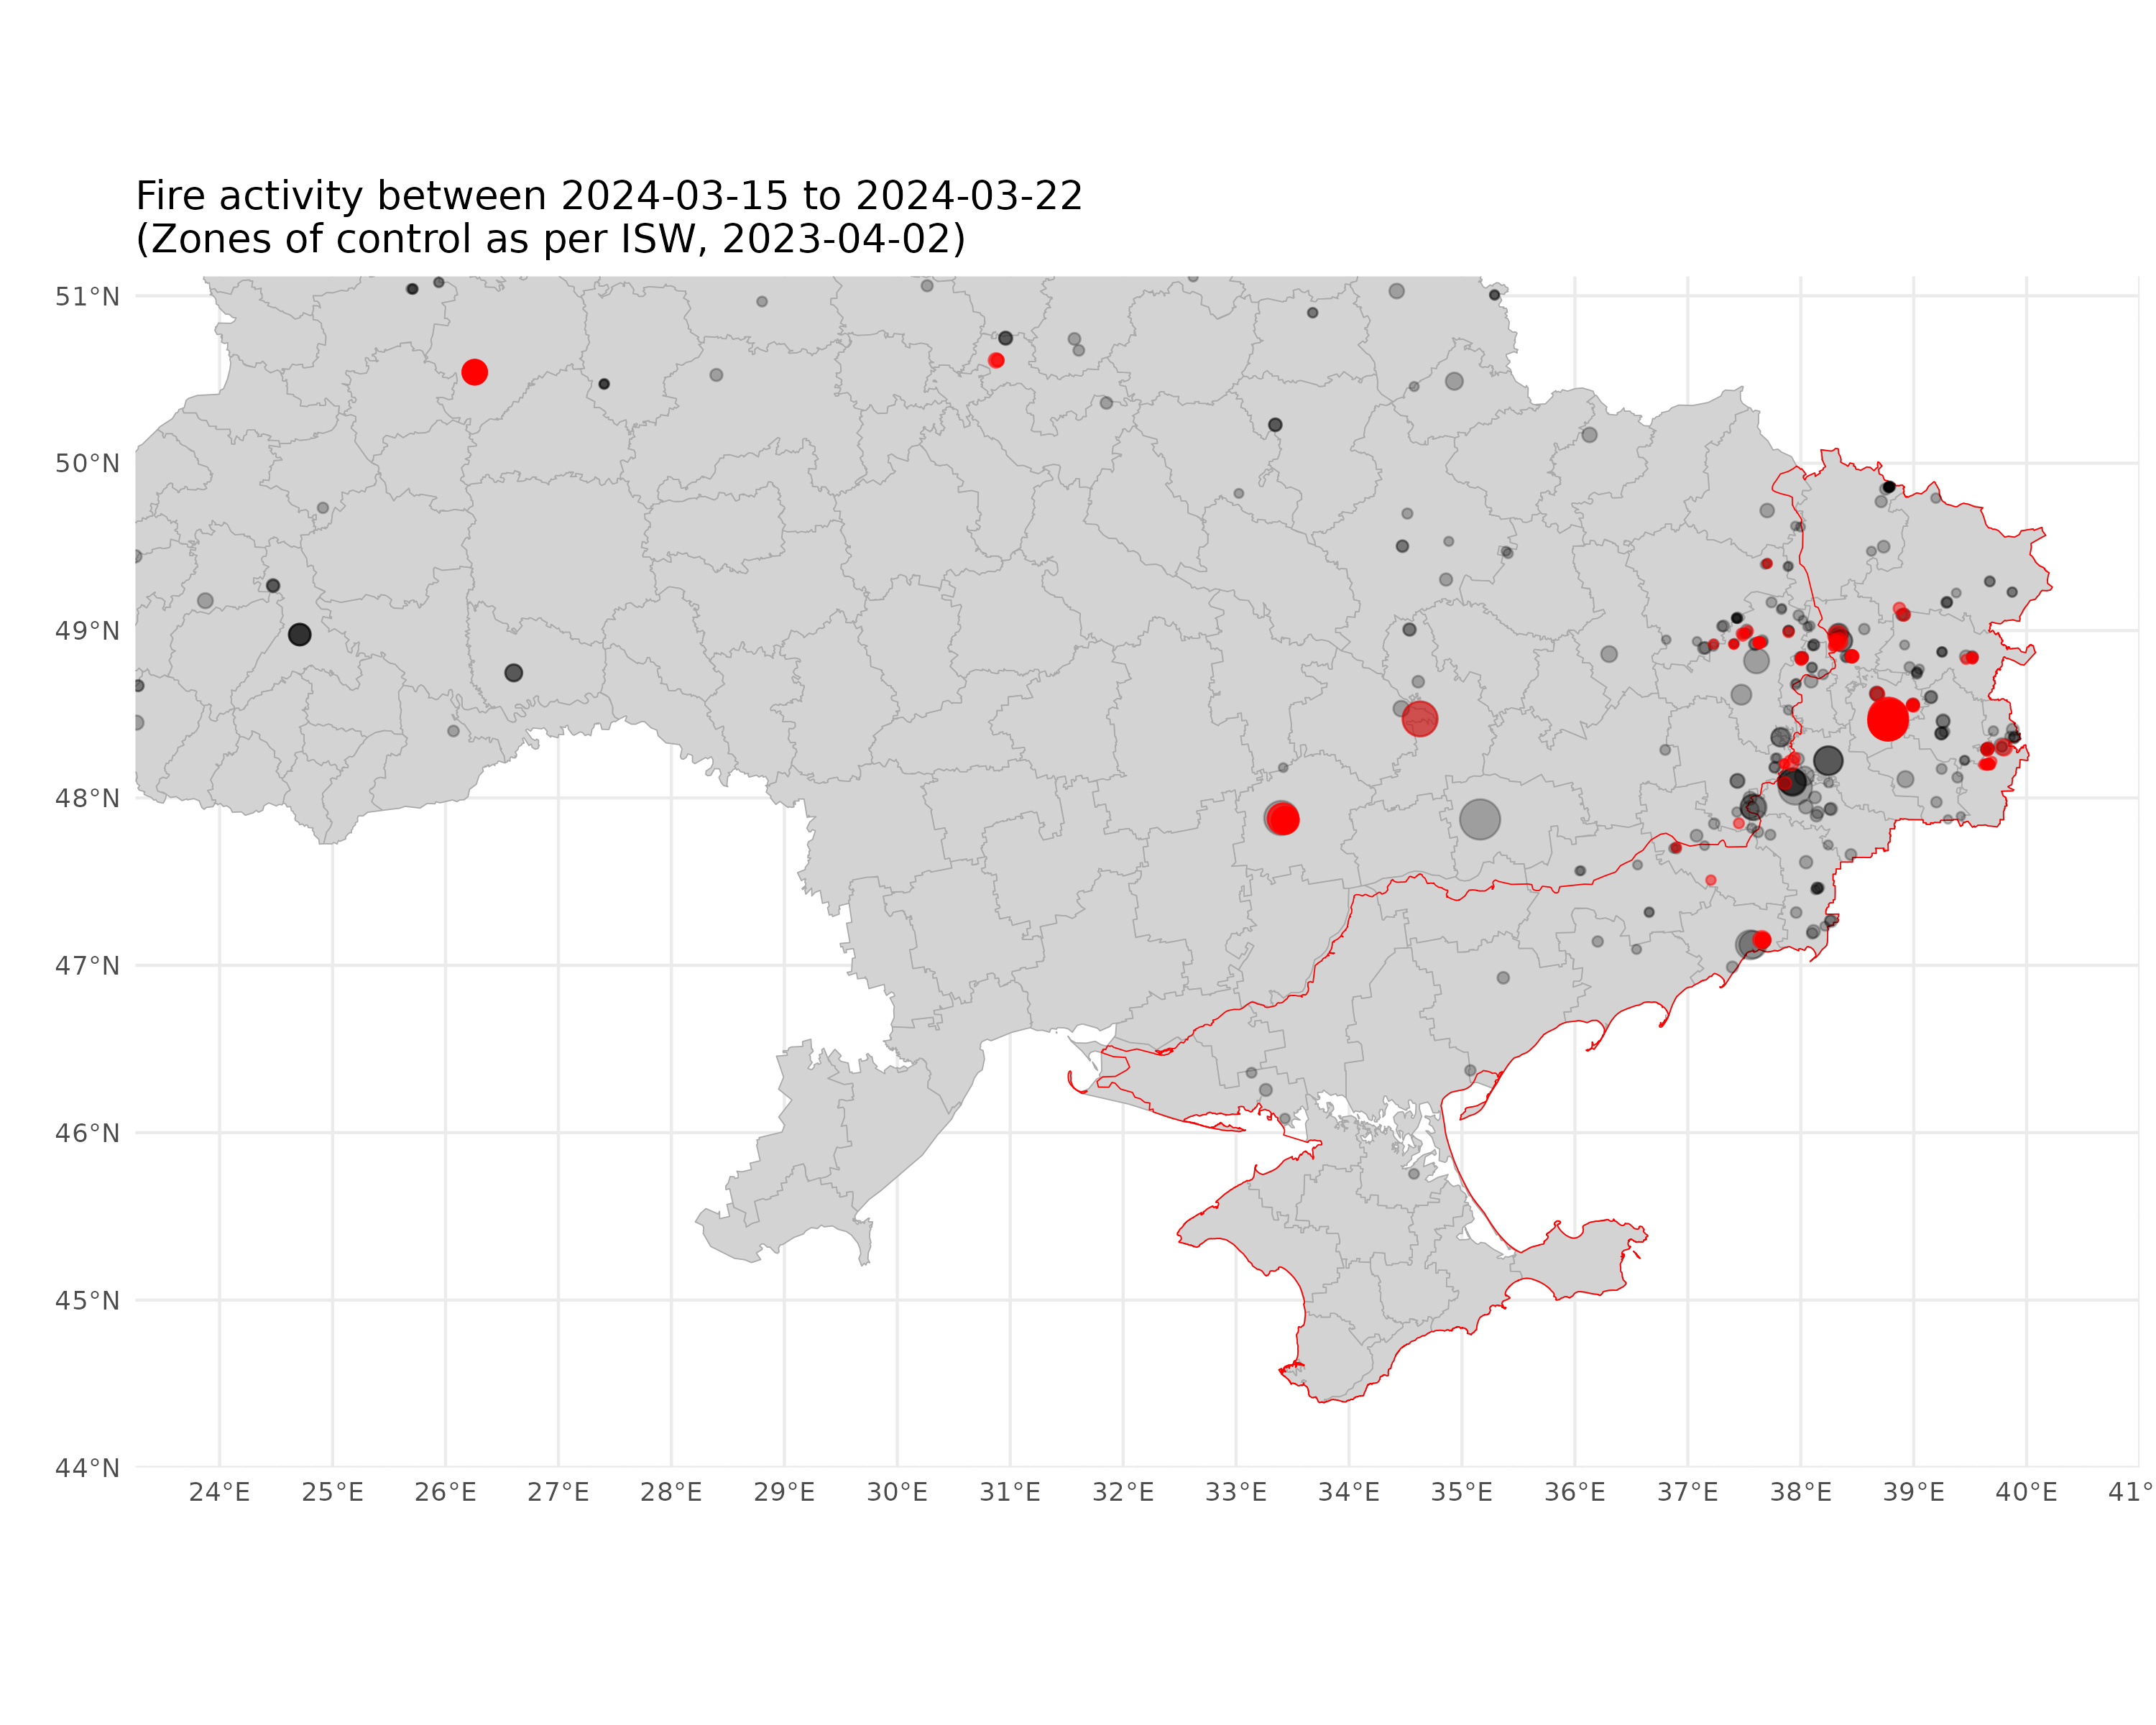 Fire activity between 2024-03-15 to 2024-03-22
(Zones of control as per ISW, 2023-04-02)
51°N
50°N
49°N
48°N
47°N
46°N
45°N
44°N
24°E 25°E 26°E 27°E 28°E 29°E 30°E 31°E 32°E 33°E 34°E 35°E 36°E 37°E 38°E 39°E 40°E 41°